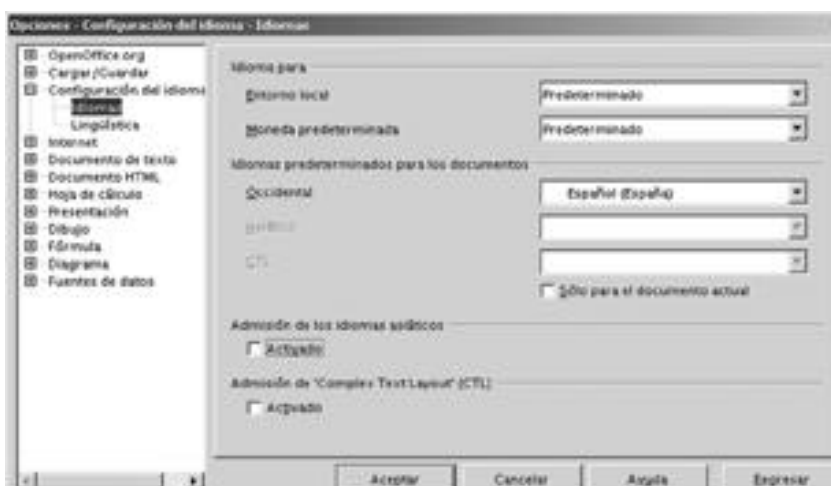 Opciones - Configuración del idioma - Idiomas
OpenOffice.org
Cargar/Guardar
Configuración del idioma
Idiomas
Lingüística
Internet
Documento de texto
Documento HTML
Hoja de cálculo
Presentación
Dibujo
Fórmula
Diagrama
Fuentes de datos
Idioma para
Entorno local
Predeterminado
Moneda predeterminada
Predeterminado
Idiomas predeterminados para los documentos
Occidental
Español (España)
Asiático
CTL
Sólo para el documento actual
Admisión de los idiomas asiáticos
Activado
Admisión de 'Complex Text Layout' (CTL)
Activado
Aceptar
Cancelar
Ayuda
Regresar